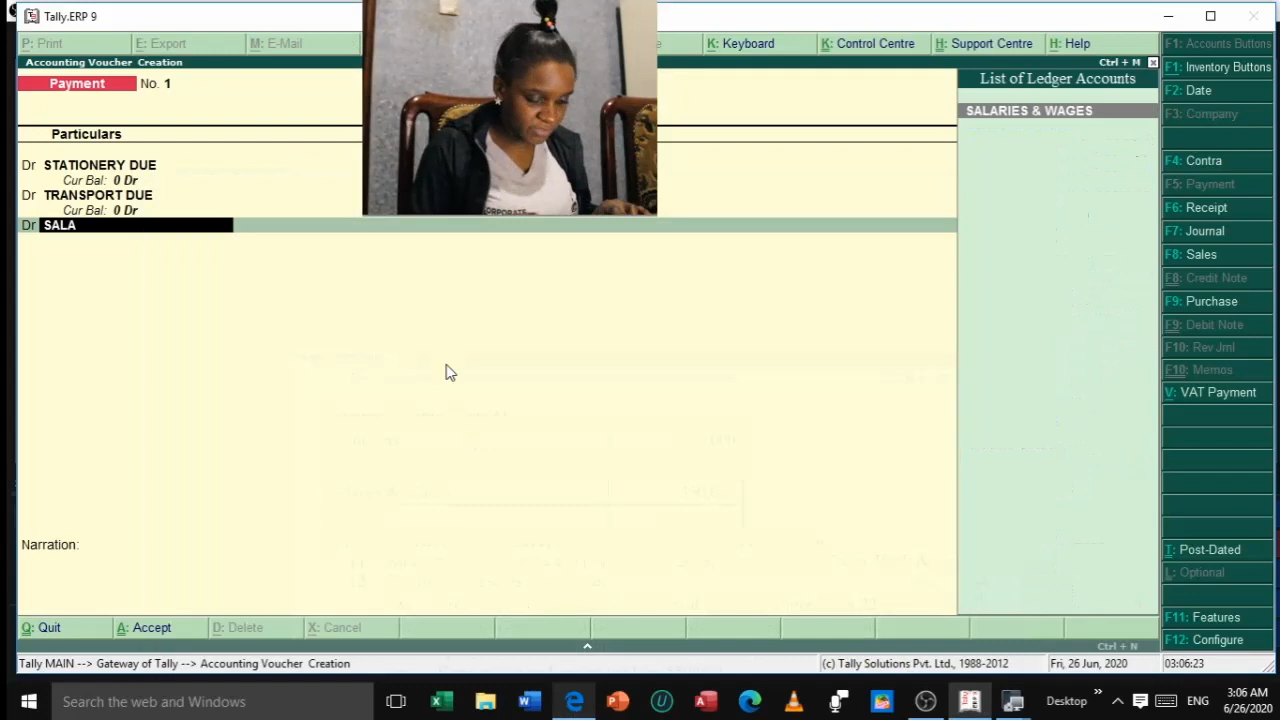 Tally.ERP 9
P: Print
E: Export
M: E-Mail
K: Keyboard
K: Control Centre
H: Support Centre
H: Help
Accounting Voucher Creation
Ctrl + M
Payment No. 1
List of Ledger Accounts
SALARIES & WAGES
Particulars
Dr STATIONERY DUE
Cur Bal: 0 Dr
Dr TRANSPORT DUE
Cur Bal: 0 Dr
Dr SALA
CORPORATE
Narration:
Q: Quit
A: Accept
D: Delete
X: Cancel
Ctrl + N
F1: Accounts Buttons
F1: Inventory Buttons
F2: Date
F3: Company
F4: Contra
F5: Payment
F6: Receipt
F7: Journal
F8: Sales
F8: Credit Note
F9: Purchase
F9: Debit Note
F10: Rev Jrnl
F10: Memos
V: VAT Payment
T: Post-Dated
L: Optional
F11: Features
F12: Configure
Tally MAIN --> Gateway of Tally --> Accounting Voucher Creation
(c) Tally Solutions Pvt. Ltd., 1988-2012
Fri, 26 Jun, 2020
03:06:23
Search the web and Windows
Desktop
ENG
3:06 AM
6/26/2020